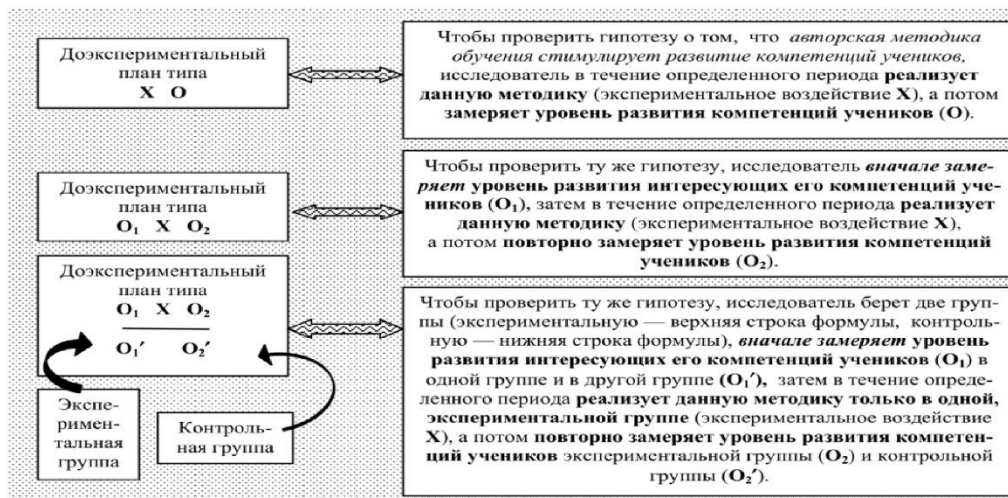 Доэкспериментальный
план типа
X O
Чтобы проверить гипотезу о том, что авторская методика
обучения стимулирует развитие компетенций учеников,
исследователь в течение определенного периода реализует
данную методику (экспериментальное воздействие X), а потом
замеряет уровень развития компетенций учеников (O).
Доэкспериментальный
план типа
O₁ X O₂
Чтобы проверить ту же гипотезу, исследователь вначале заме-
ряет уровень развития интересующих его компетенций уче-
ников (O₁), затем в течение определенного периода реализует
данную методику (экспериментальное воздействие X),
а потом повторно замеряет уровень развития компетенций
учеников (O₂).
Доэкспериментальный
план типа
O₁ X O₂
O₁′ O₂′
Экспе-
римен-
тальная
группа
Контроль-
ная группа
Чтобы проверить ту же гипотезу, исследователь берет две груп-
пы (экспериментальную — верхняя строка формулы, контроль-
ную — нижняя строка формулы), вначале замеряет уровень
развития интересующих его компетенций учеников (O₁) в
одной группе и в другой группе (O₁′), затем в течение опреде-
ленного периода реализует данную методику только в одной,
экспериментальной группе (экспериментальное воздействие
X), а потом повторно замеряет уровень развития компетен-
ций учеников экспериментальной группы (O₂) и контрольной
группы (O₂′).